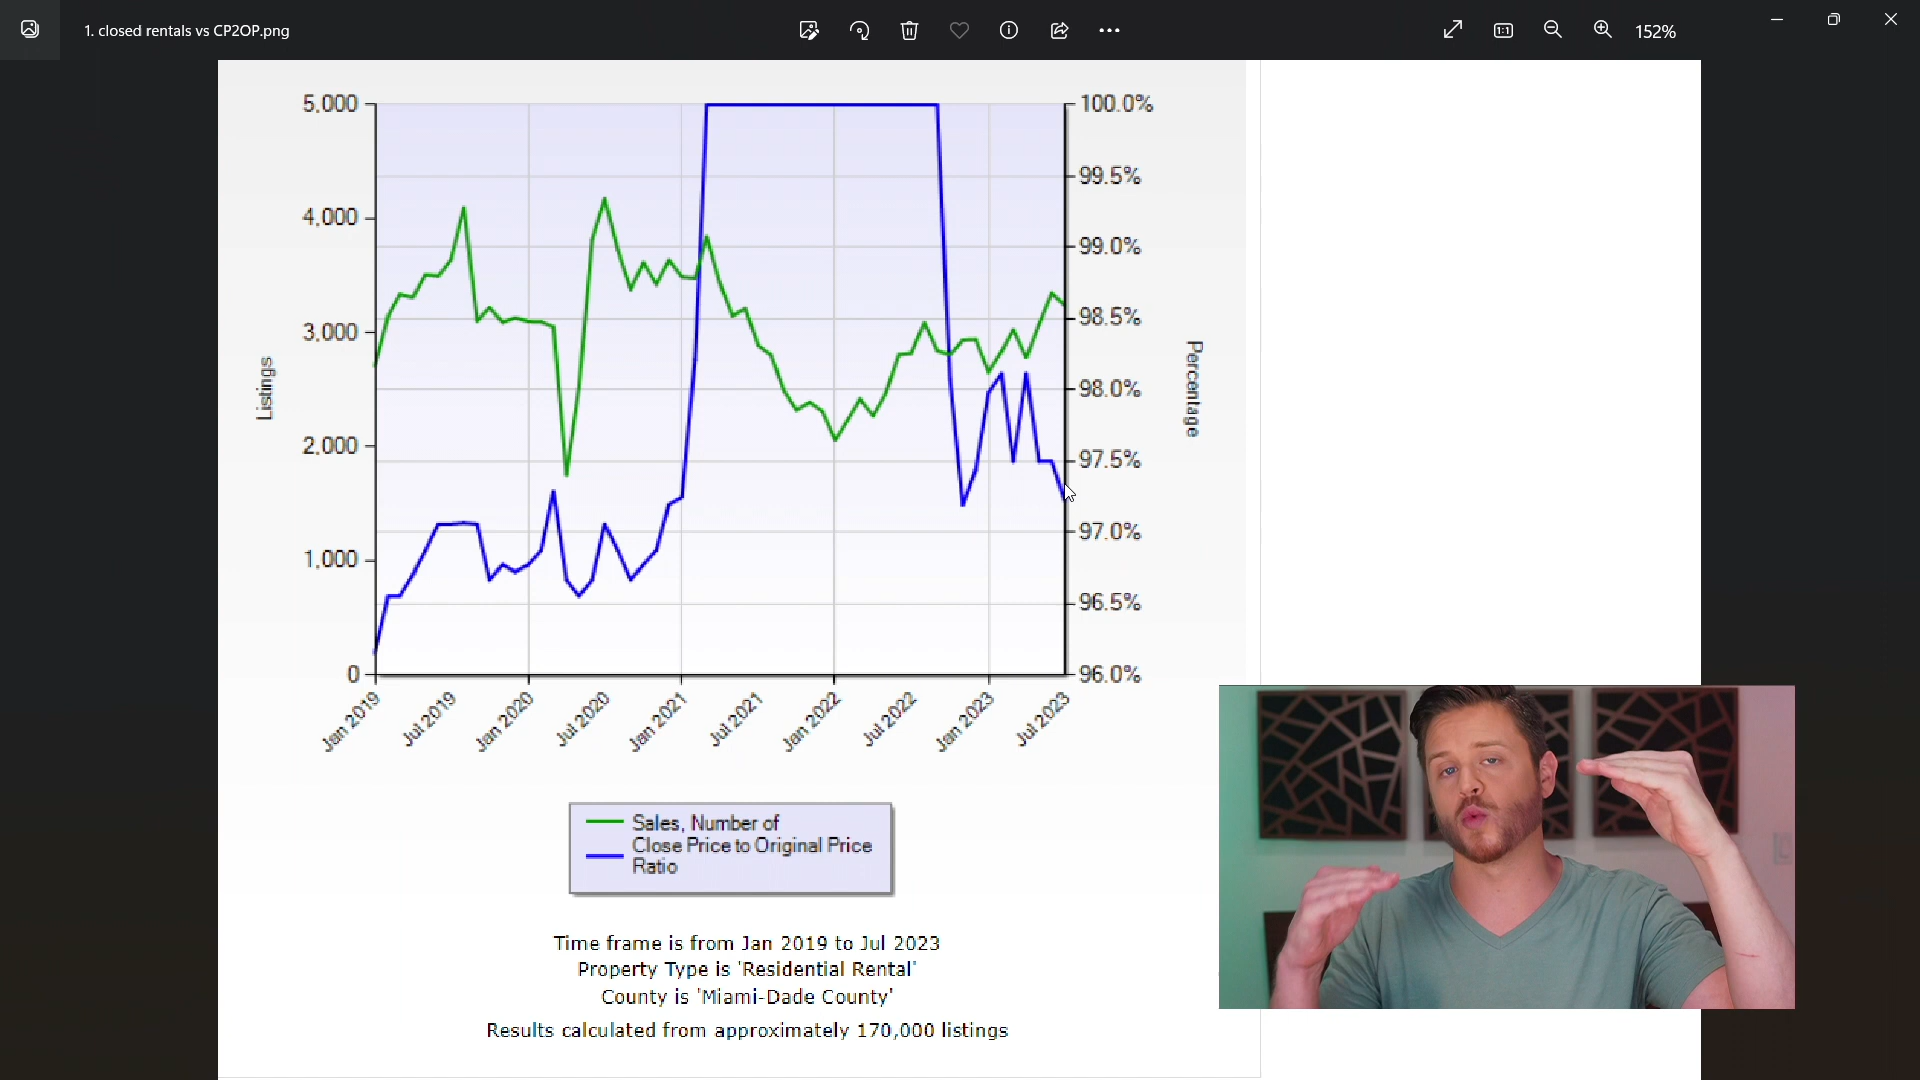 1. closed rentals vs CP2OP.png
1:1
152%
5,000
4,000
3,000
2,000
1,000
0
Listings
100.0%
99.5%
99.0%
98.5%
98.0%
97.5%
97.0%
96.5%
96.0%
Percentage
Jan 2019
Jul 2019
Jan 2020
Jul 2020
Jan 2021
Jul 2021
Jan 2022
Jul 2022
Jan 2023
Jul 2023
Sales, Number of
Close Price to Original Price
Ratio
Time frame is from Jan 2019 to Jul 2023
Property Type is 'Residential Rental'
County is 'Miami-Dade County'
Results calculated from approximately 170,000 listings